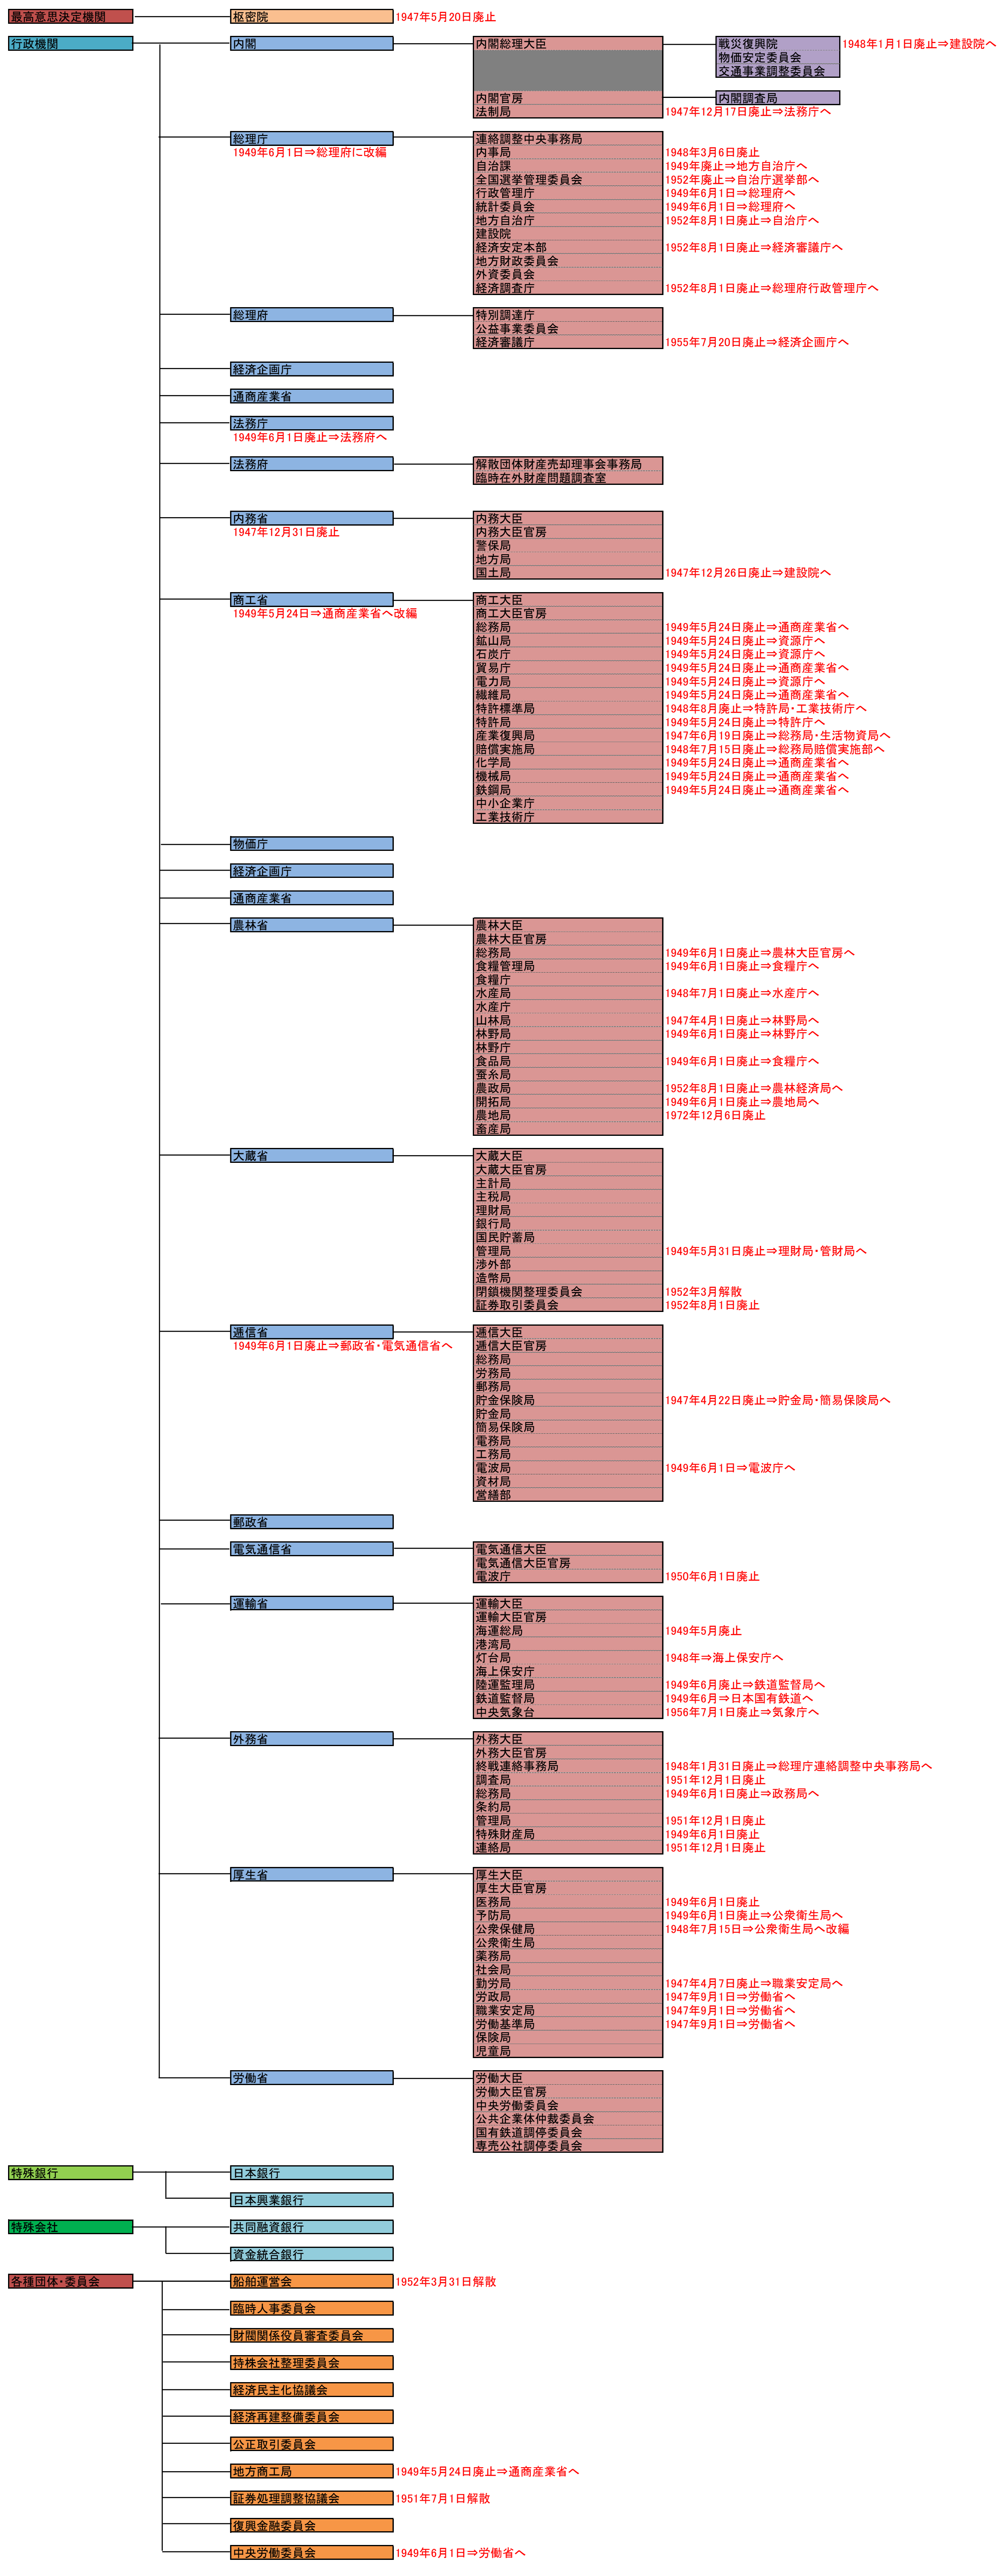 最高意思決定機関 枢密院 1947年5月20日廃止
行政機関 内閣 内閣総理大臣 戦災復興院 1948年1月1日廃止⇒建設院へ
物価安定委員会
交通事業調整委員会
内閣官房 内閣調査局
法制局 1947年12月17日廃止⇒法務庁へ
総理庁 連絡調整中央事務局
1949年6月1日⇒総理府に改編 内事局 1948年3月6日廃止
自治課 1949年廃止⇒地方自治庁へ
全国選挙管理委員会 1952年廃止⇒自治庁選挙部へ
行政管理庁 1949年6月1日⇒総理府へ
統計委員会 1949年6月1日⇒総理府へ
地方自治庁 1952年8月1日廃止⇒自治庁へ
建設院
経済安定本部 1952年8月1日廃止⇒経済審議庁へ
地方財政委員会
外資委員会
経済調査庁 1952年8月1日廃止⇒総理府行政管理庁へ
総理府 特別調達庁
公益事業委員会
経済審議庁 1955年7月20日廃止⇒経済企画庁へ
経済企画庁
通商産業省
法務庁
1949年6月1日廃止⇒法務府へ
法務府 解散団体財産売却理事会事務局
臨時在外財産問題調査室
内務省 内務大臣
1947年12月31日廃止 内務大臣官房
警保局
地方局
国土局 1947年12月26日廃止⇒建設院へ
商工省 商工大臣
1949年5月24日⇒通商産業省へ改編 商工大臣官房
総務局 1949年5月24日廃止⇒通商産業省へ
鉱山局 1949年5月24日廃止⇒資源庁へ
石炭庁 1949年5月24日廃止⇒資源庁へ
貿易庁 1949年5月24日廃止⇒通商産業省へ
電力局 1949年5月24日廃止⇒資源庁へ
繊維局 1949年5月24日廃止⇒通商産業省へ
特許標準局 1948年8月廃止⇒特許局・工業技術庁へ
特許局 1949年5月24日廃止⇒特許庁へ
産業復興局 1947年6月19日廃止⇒総務局・生活物資局へ
賠償実施局 1948年7月15日廃止⇒総務局賠償実施部へ
化学局 1949年5月24日廃止⇒通商産業省へ
機械局 1949年5月24日廃止⇒通商産業省へ
鉄鋼局 1949年5月24日廃止⇒通商産業省へ
中小企業庁
工業技術庁
物価庁
経済企画庁
通商産業省
農林省 農林大臣
農林大臣官房
総務局 1949年6月1日廃止⇒農林大臣官房へ
食糧管理局 1949年6月1日廃止⇒食糧庁へ
食糧庁
水産局 1948年7月1日廃止⇒水産庁へ
水産庁
山林局 1947年4月1日廃止⇒林野局へ
林野局 1949年6月1日廃止⇒林野庁へ
林野庁
食品局 1949年6月1日廃止⇒食糧庁へ
蚕糸局
農政局 1952年8月1日廃止⇒農林経済局へ
開拓局 1949年6月1日廃止⇒農地局へ
農地局 1972年12月6日廃止
畜産局
大蔵省 大蔵大臣
大蔵大臣官房
主計局
主税局
理財局
銀行局
国民貯蓄局
管理局 1949年5月31日廃止⇒理財局・管財局へ
渉外部
造幣局
閉鎖機関整理委員会 1952年3月解散
証券取引委員会 1952年8月1日廃止
逓信省 逓信大臣
1949年6月1日廃止⇒郵政省・電気通信省へ 逓信大臣官房
総務局
労務局
郵務局
貯金保険局 1947年4月22日廃止⇒貯金局・簡易保険局へ
貯金局
簡易保険局
電務局
工務局
電波局 1949年6月1日⇒電波庁へ
資材局
営繕部
郵政省
電気通信省 電気通信大臣
電気通信大臣官房
電波庁 1950年6月1日廃止
運輸省 運輸大臣
運輸大臣官房
海運総局 1949年5月廃止
港湾局
灯台局 1948年⇒海上保安庁へ
海上保安庁
陸運監理局 1949年6月廃止⇒鉄道監督局へ
鉄道監督局 1949年6月⇒日本国有鉄道へ
中央気象台 1956年7月1日廃止⇒気象庁へ
外務省 外務大臣
外務大臣官房
終戦連絡事務局 1948年1月31日廃止⇒総理庁連絡調整中央事務局へ
調査局 1951年12月1日廃止
総務局 1949年6月1日廃止⇒政務局へ
条約局
管理局 1951年12月1日廃止
特殊財産局 1949年6月1日廃止
連絡局 1951年12月1日廃止
厚生省 厚生大臣
厚生大臣官房
医務局 1949年6月1日廃止
予防局 1949年6月1日廃止⇒公衆衛生局へ
公衆保健局 1948年7月15日⇒公衆衛生局へ改編
公衆衛生局
薬務局
社会局
勤労局 1947年4月7日廃止⇒職業安定局へ
労政局 1947年9月1日⇒労働省へ
職業安定局 1947年9月1日⇒労働省へ
労働基準局 1947年9月1日⇒労働省へ
保険局
児童局
労働省 労働大臣
労働大臣官房
中央労働委員会
公共企業体仲裁委員会
国有鉄道調停委員会
専売公社調停委員会
特殊銀行 日本銀行
日本興業銀行
特殊会社 共同融資銀行
資金統合銀行
各種団体・委員会 船舶運営会 1952年3月31日解散
臨時人事委員会
財閥関係役員審査委員会
持株会社整理委員会
経済民主化協議会
経済再建整備委員会
公正取引委員会
地方商工局 1949年5月24日廃止⇒通商産業省へ
証券処理調整協議会 1951年7月1日解散
復興金融委員会
中央労働委員会 1949年6月1日⇒労働省へ